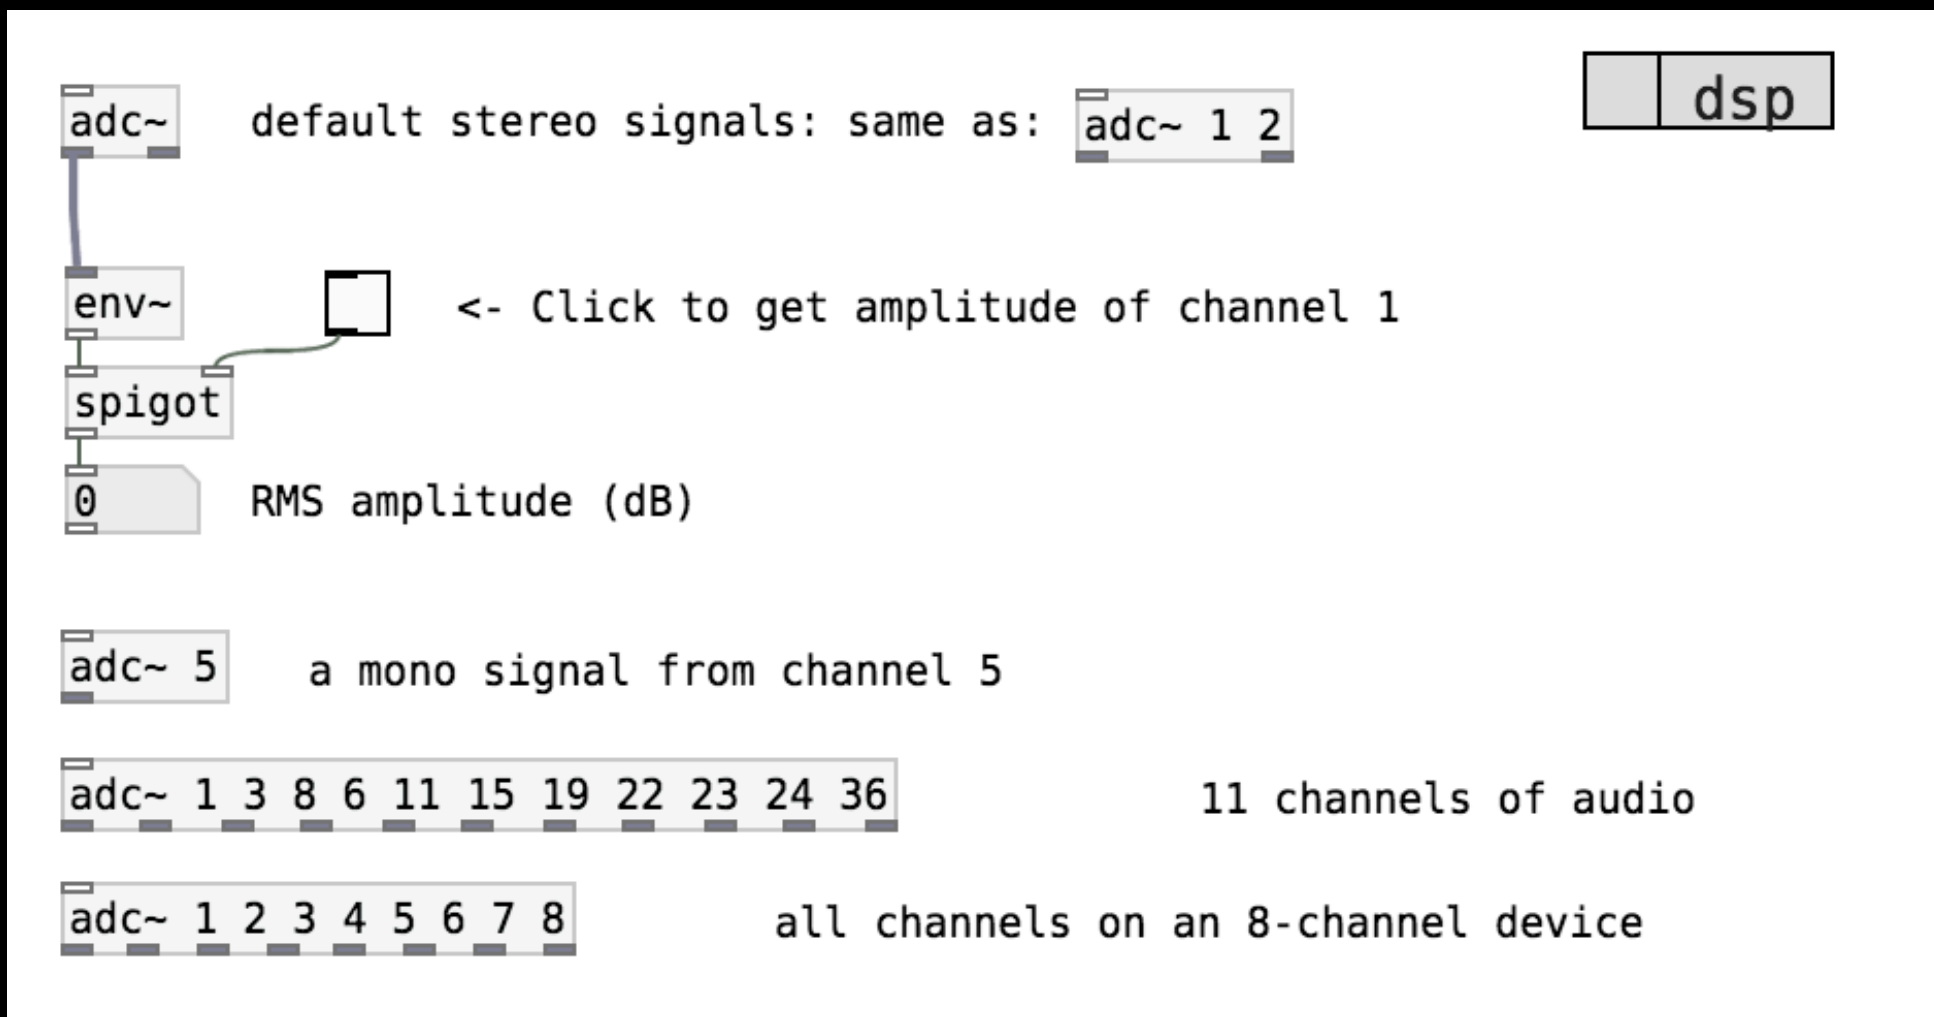 adc~ default stereo signals: same as: adc~ 1 2 dsp
env~ <- Click to get amplitude of channel 1
spigot
0 RMS amplitude (dB)
adc~ 5 a mono signal from channel 5
adc~ 1 3 8 6 11 15 19 22 23 24 36 11 channels of audio
adc~ 1 2 3 4 5 6 7 8 all channels on an 8-channel device